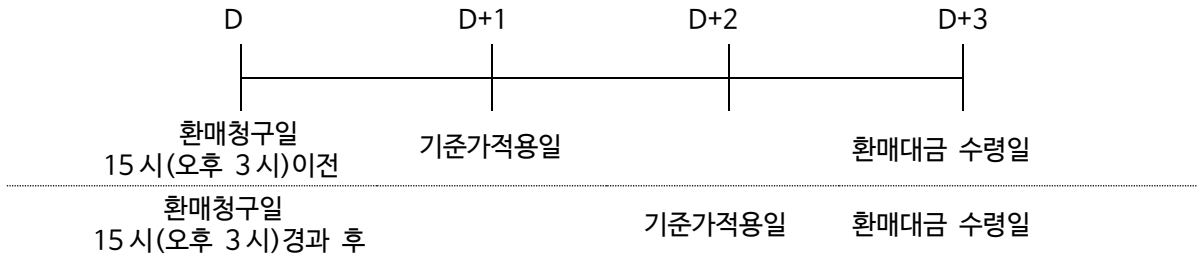 D D+1 D+2 D+3
환매청구일
15시(오후 3시)이전 기준가적용일 환매대금 수령일
환매청구일
15시(오후 3시)경과 후 기준가적용일 환매대금 수령일